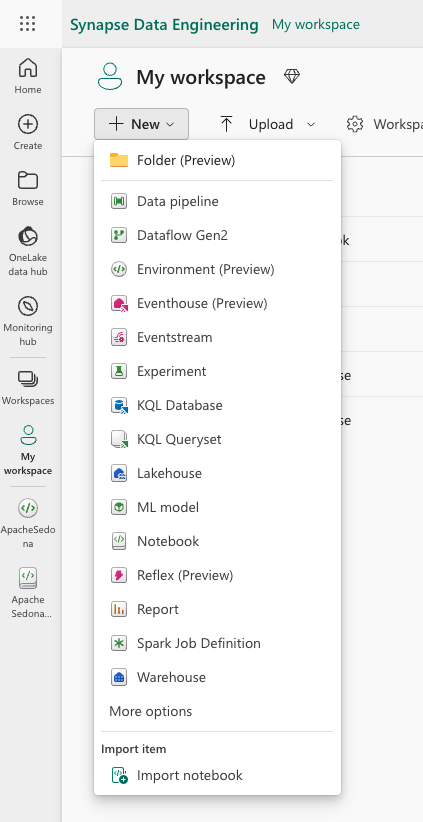 Synapse Data Engineering My workspace
Home
Create
Browse
OneLake
data hub
Monitoring
hub
Workspaces
My
workspace
ApacheSedo
na
Apache
Sedona...
My workspace
New
Upload
Workspa
Folder (Preview)
Data pipeline
Dataflow Gen2
Environment (Preview)
Eventhouse (Preview)
Eventstream
Experiment
KQL Database
KQL Queryset
Lakehouse
ML model
Notebook
Reflex (Preview)
Report
Spark Job Definition
Warehouse
More options
Import item
Import notebook
k
se
se